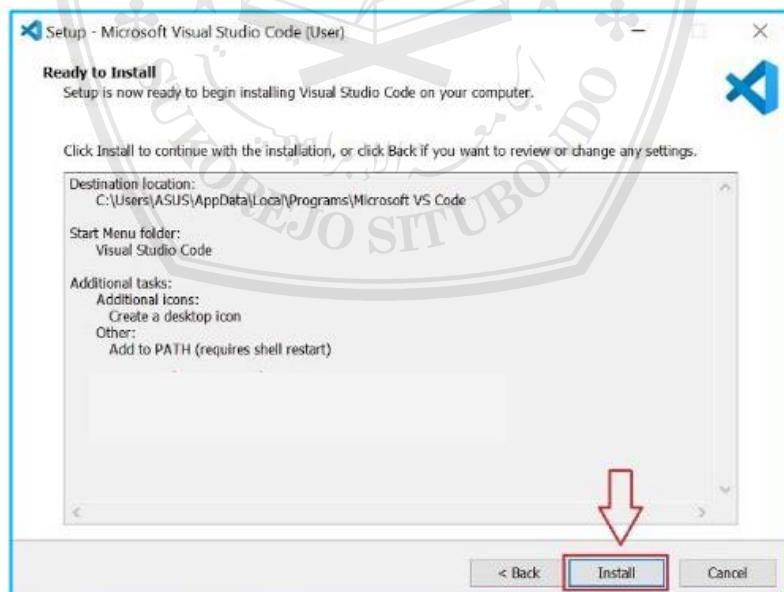 Setup - Microsoft Visual Studio Code (User)
Ready to Install
Setup is now ready to begin installing Visual Studio Code on your computer.
Click Install to continue with the installation, or click Back if you want to review or change any settings.
Destination location:
C:\Users\ASUS\AppData\Local\Programs\Microsoft VS Code
Start Menu folder:
Visual Studio Code
Additional tasks:
Additional icons:
Create a desktop icon
Other:
Add to PATH (requires shell restart)
SUKOREJO SITUBONDO
< Back
Install
Cancel